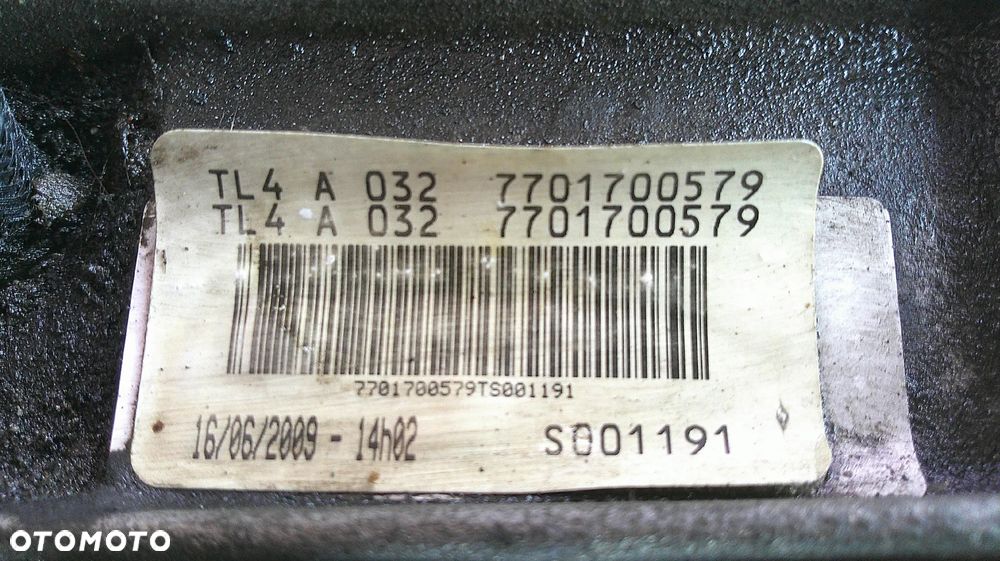 TL4 A 032 7701700579
TL4 A 032 7701700579
7701700579TS001191
16/06/2009 - 14h02 S001191
OTOMOTO